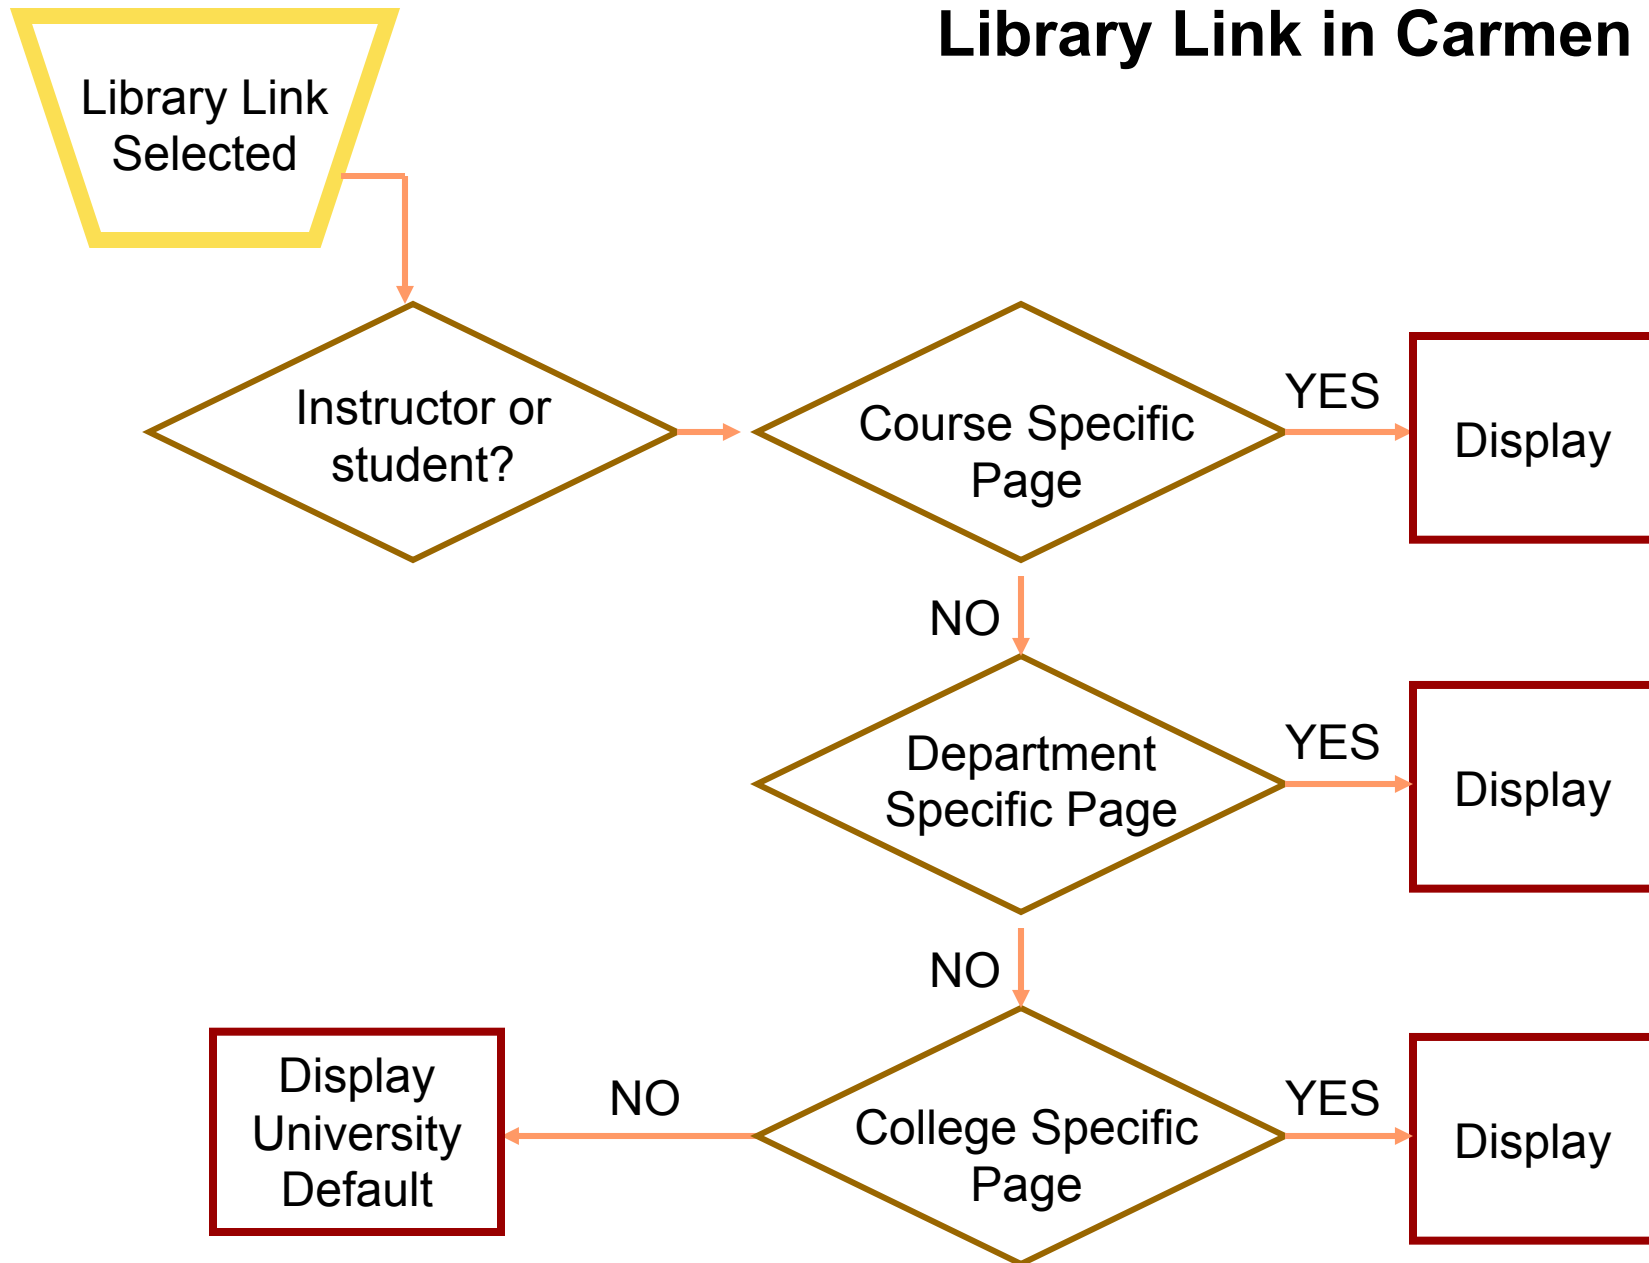 Library Link in Carmen
Library Link
Selected
Instructor or
student?
Course Specific
Page
YES
Display
NO
Department
Specific Page
YES
Display
NO
College Specific
Page
YES
Display
NO
Display
University
Default